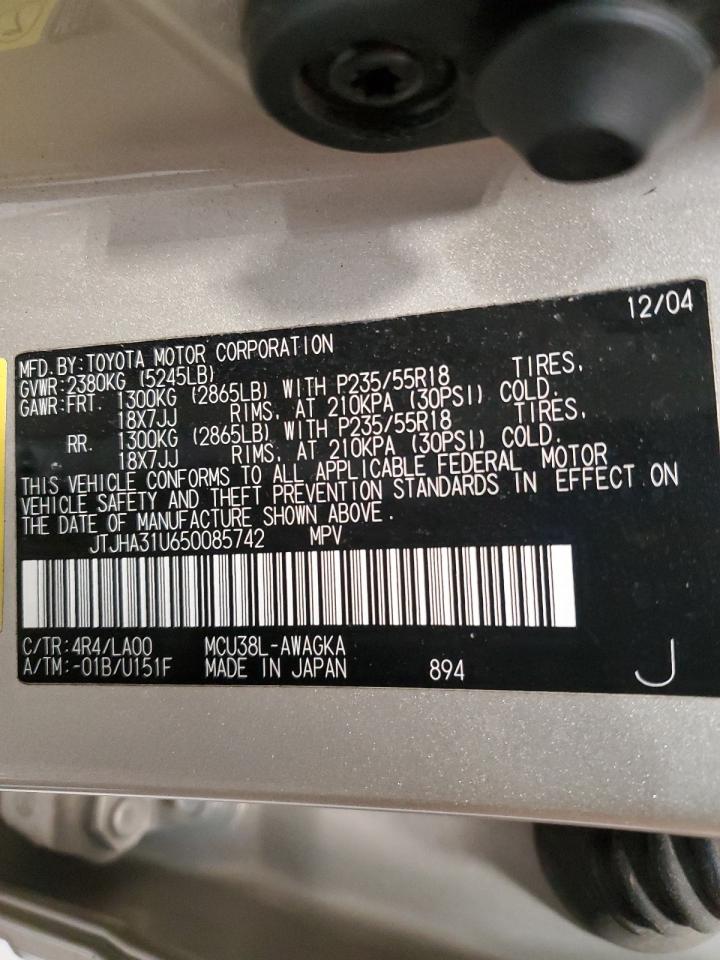 12/04
MFD.BY:TOYOTA MOTOR CORPORATION
GVWR:2380KG (5245LB)
GAWR:FRT. 1300KG (2865LB) WITH P235/55R18 TIRES,
18X7JJ RIMS, AT 210KPA (30PSI) COLD.
RR. 1300KG (2865LB) WITH P235/55R18 TIRES,
18X7JJ RIMS, AT 210KPA (30PSI) COLD.
THIS VEHICLE CONFORMS TO ALL APPLICABLE FEDERAL MOTOR
VEHICLE SAFETY AND THEFT PREVENTION STANDARDS IN EFFECT ON
THE DATE OF MANUFACTURE SHOWN ABOVE.
JTJHA31U650085742 MPV
C/TR:4R4/LA00 MCU38L-AWAGKA
A/TM:-01B/U151F MADE IN JAPAN 894 J